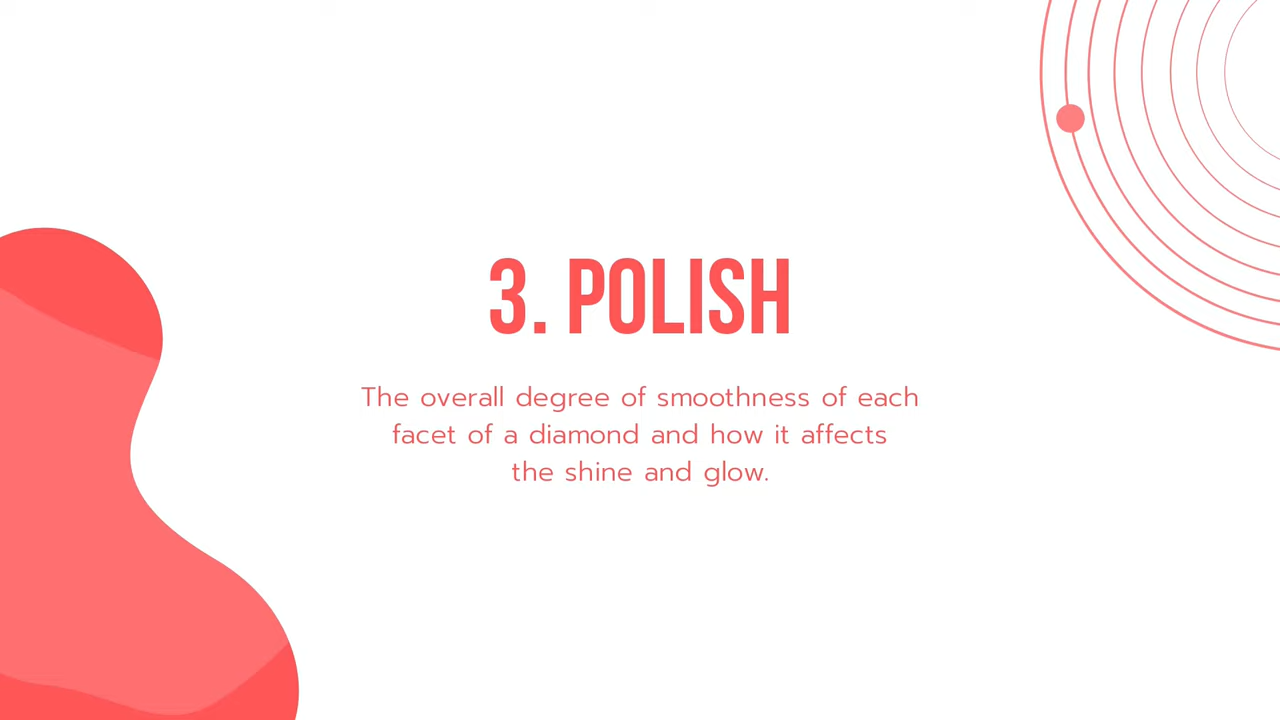 3. POLISH
The overall degree of smoothness of each
facet of a diamond and how it affects
the shine and glow.